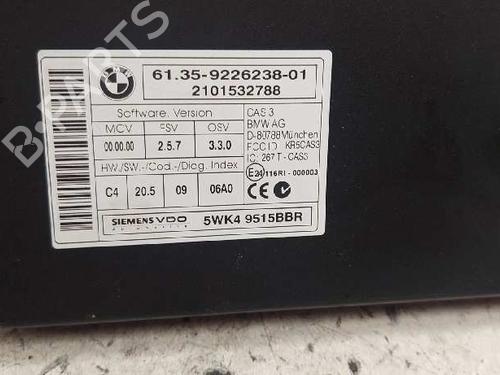 BMW
61.35-9226238-01
2101532788
Software. Version
MCV FSV OSV
00.00.00 2.5.7 3.3.0
HW./SW.-/Cod.-/Diag. Index
C4 20.5 09 06A0
CAS 3
BMW AG
D-80788 München
FCC ID: KR5CAS3
IC: 267T-CAS3
E24 116RI-000003
SIEMENS VDO 5WK4 9515BBR
B-PARTS